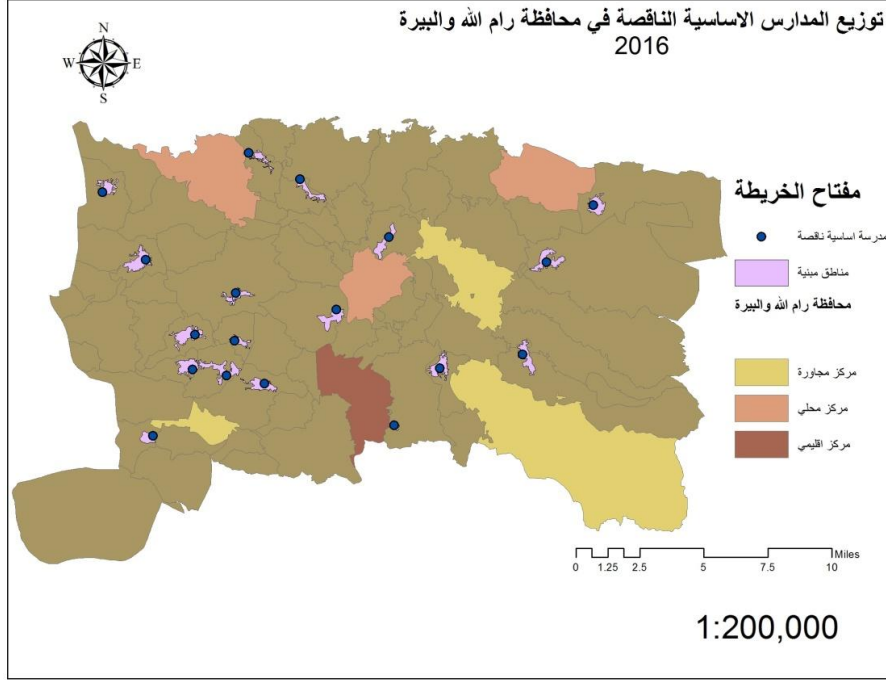 توزيع المدارس الاساسية الناقصة في محافظة رام الله والبيرة
2016
N
W E
S
مفتاح الخريطة
مدرسة اساسية ناقصة
مناطق مبنية
محافظة رام الله والبيرة
مركز مجاورة
مركز محلي
مركز اقليمي
Miles
0 1.25 2.5 5 7.5 10
1:200,000